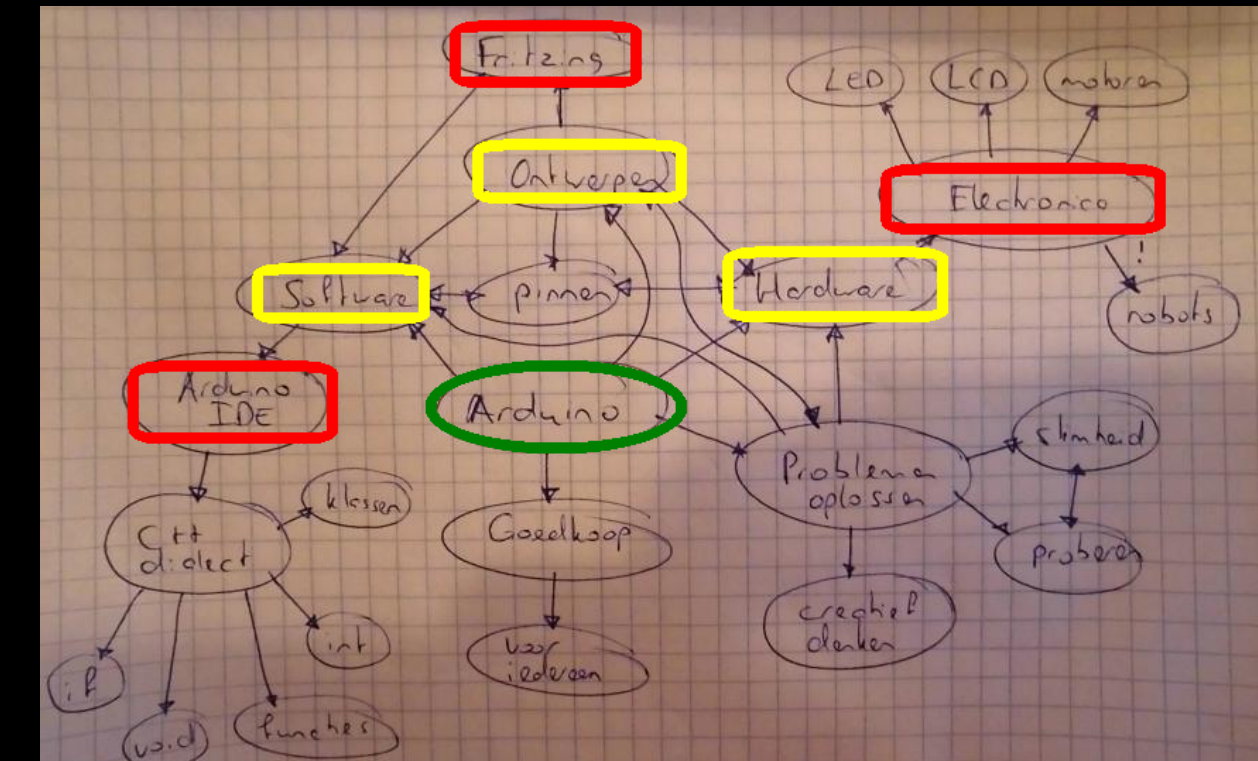 Fritzing
LED
LCD
motoren
Ontwerpen
Electronica
!
Software
pinnen
Hardware
robots
Arduino
IDE
Arduino
Problemen
oplossen
slimheid
klassen
C++
dialect
Goedkoop
proberen
creatief
denken
int
voor
iedereen
if
void
functies